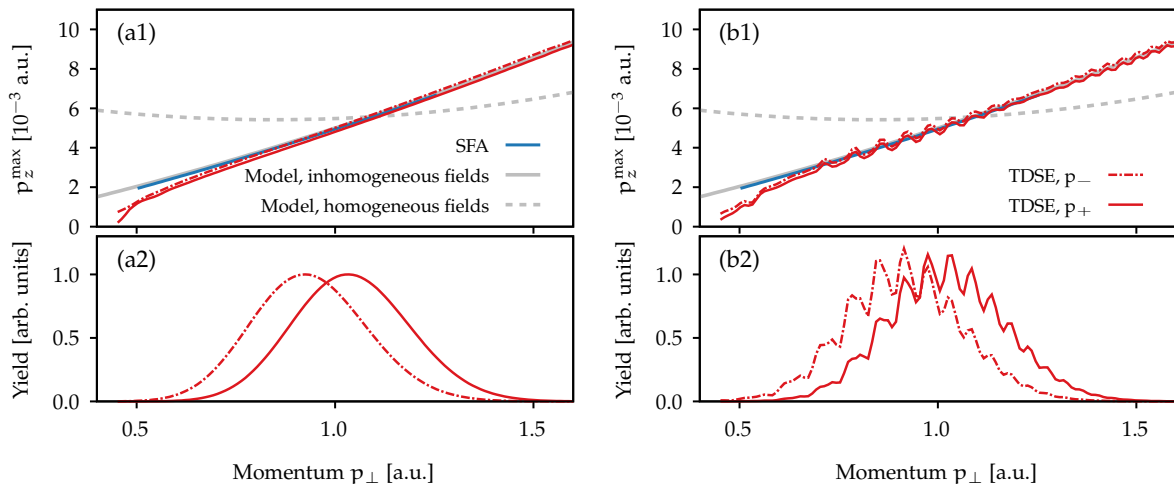 (a1)
10
8
6
4
2
0
p_z^max [10⁻³ a.u.]
SFA
Model, inhomogeneous fields
Model, homogeneous fields
(b1)
10
8
6
4
2
0
p_z^max [10⁻³ a.u.]
TDSE, p₋
TDSE, p₊
(a2)
1.0
0.5
0.0
Yield [arb. units]
0.5 1.0 1.5
Momentum p⊥ [a.u.]
(b2)
1.0
0.5
0.0
Yield [arb. units]
0.5 1.0 1.5
Momentum p⊥ [a.u.]